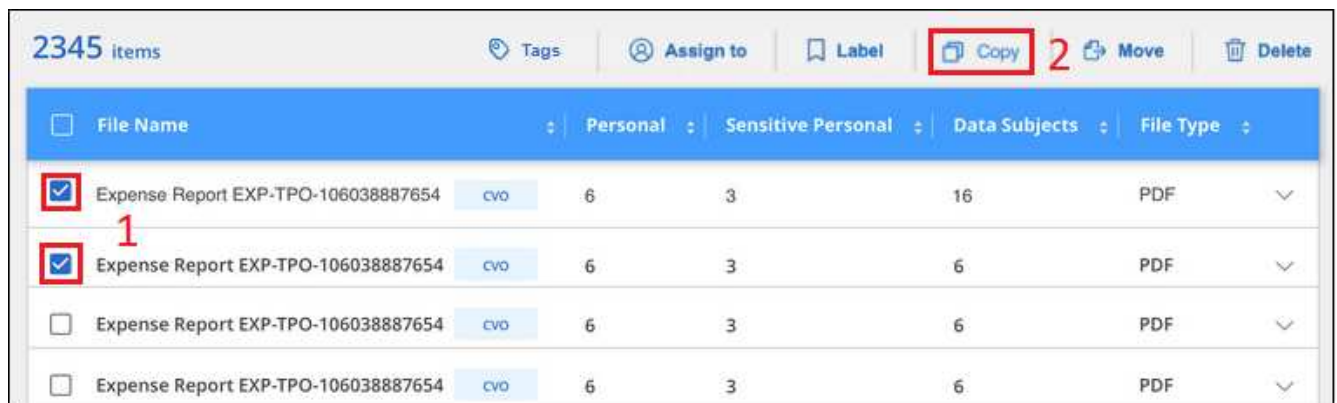 2345 items Tags Assign to Label Copy 2 Move Delete
File Name Personal Sensitive Personal Data Subjects File Type
Expense Report EXP-TPO-106038887654 CVO 6 3 16 PDF
1
Expense Report EXP-TPO-106038887654 CVO 6 3 6 PDF
Expense Report EXP-TPO-106038887654 CVO 6 3 6 PDF
Expense Report EXP-TPO-106038887654 CVO 6 3 6 PDF